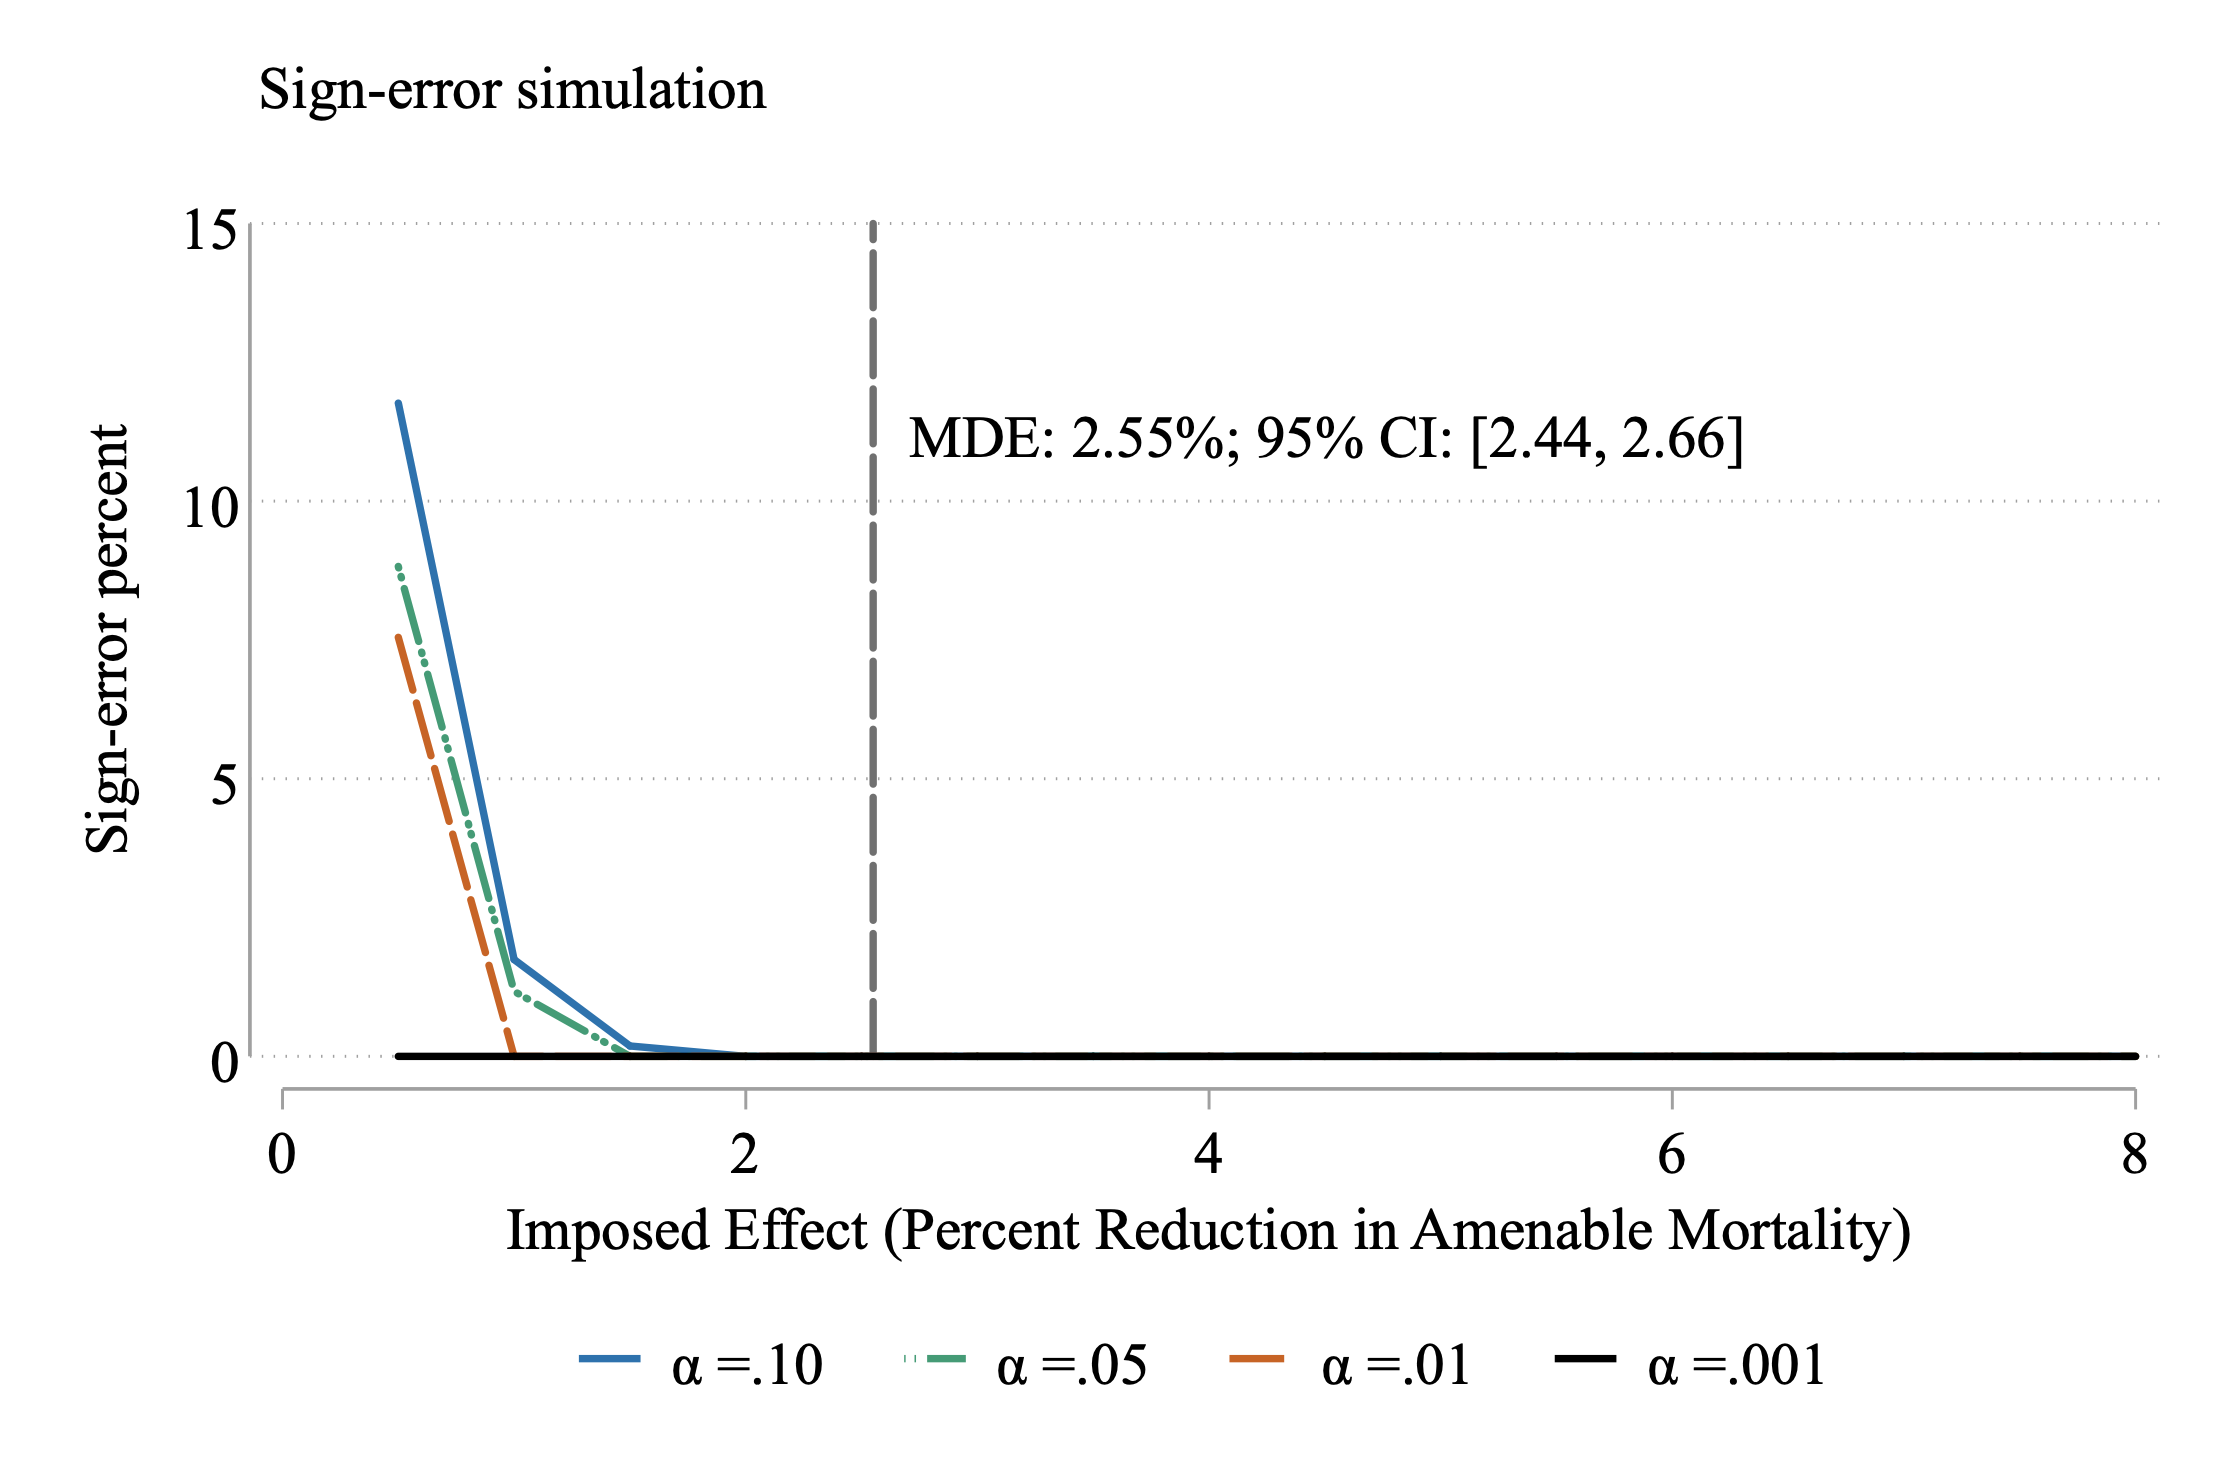 Sign-error simulation
15
10
5
0
Sign-error percent
MDE: 2.55%; 95% CI: [2.44, 2.66]
0 2 4 6 8
Imposed Effect (Percent Reduction in Amenable Mortality)
α =.10 α =.05 α =.01 α =.001